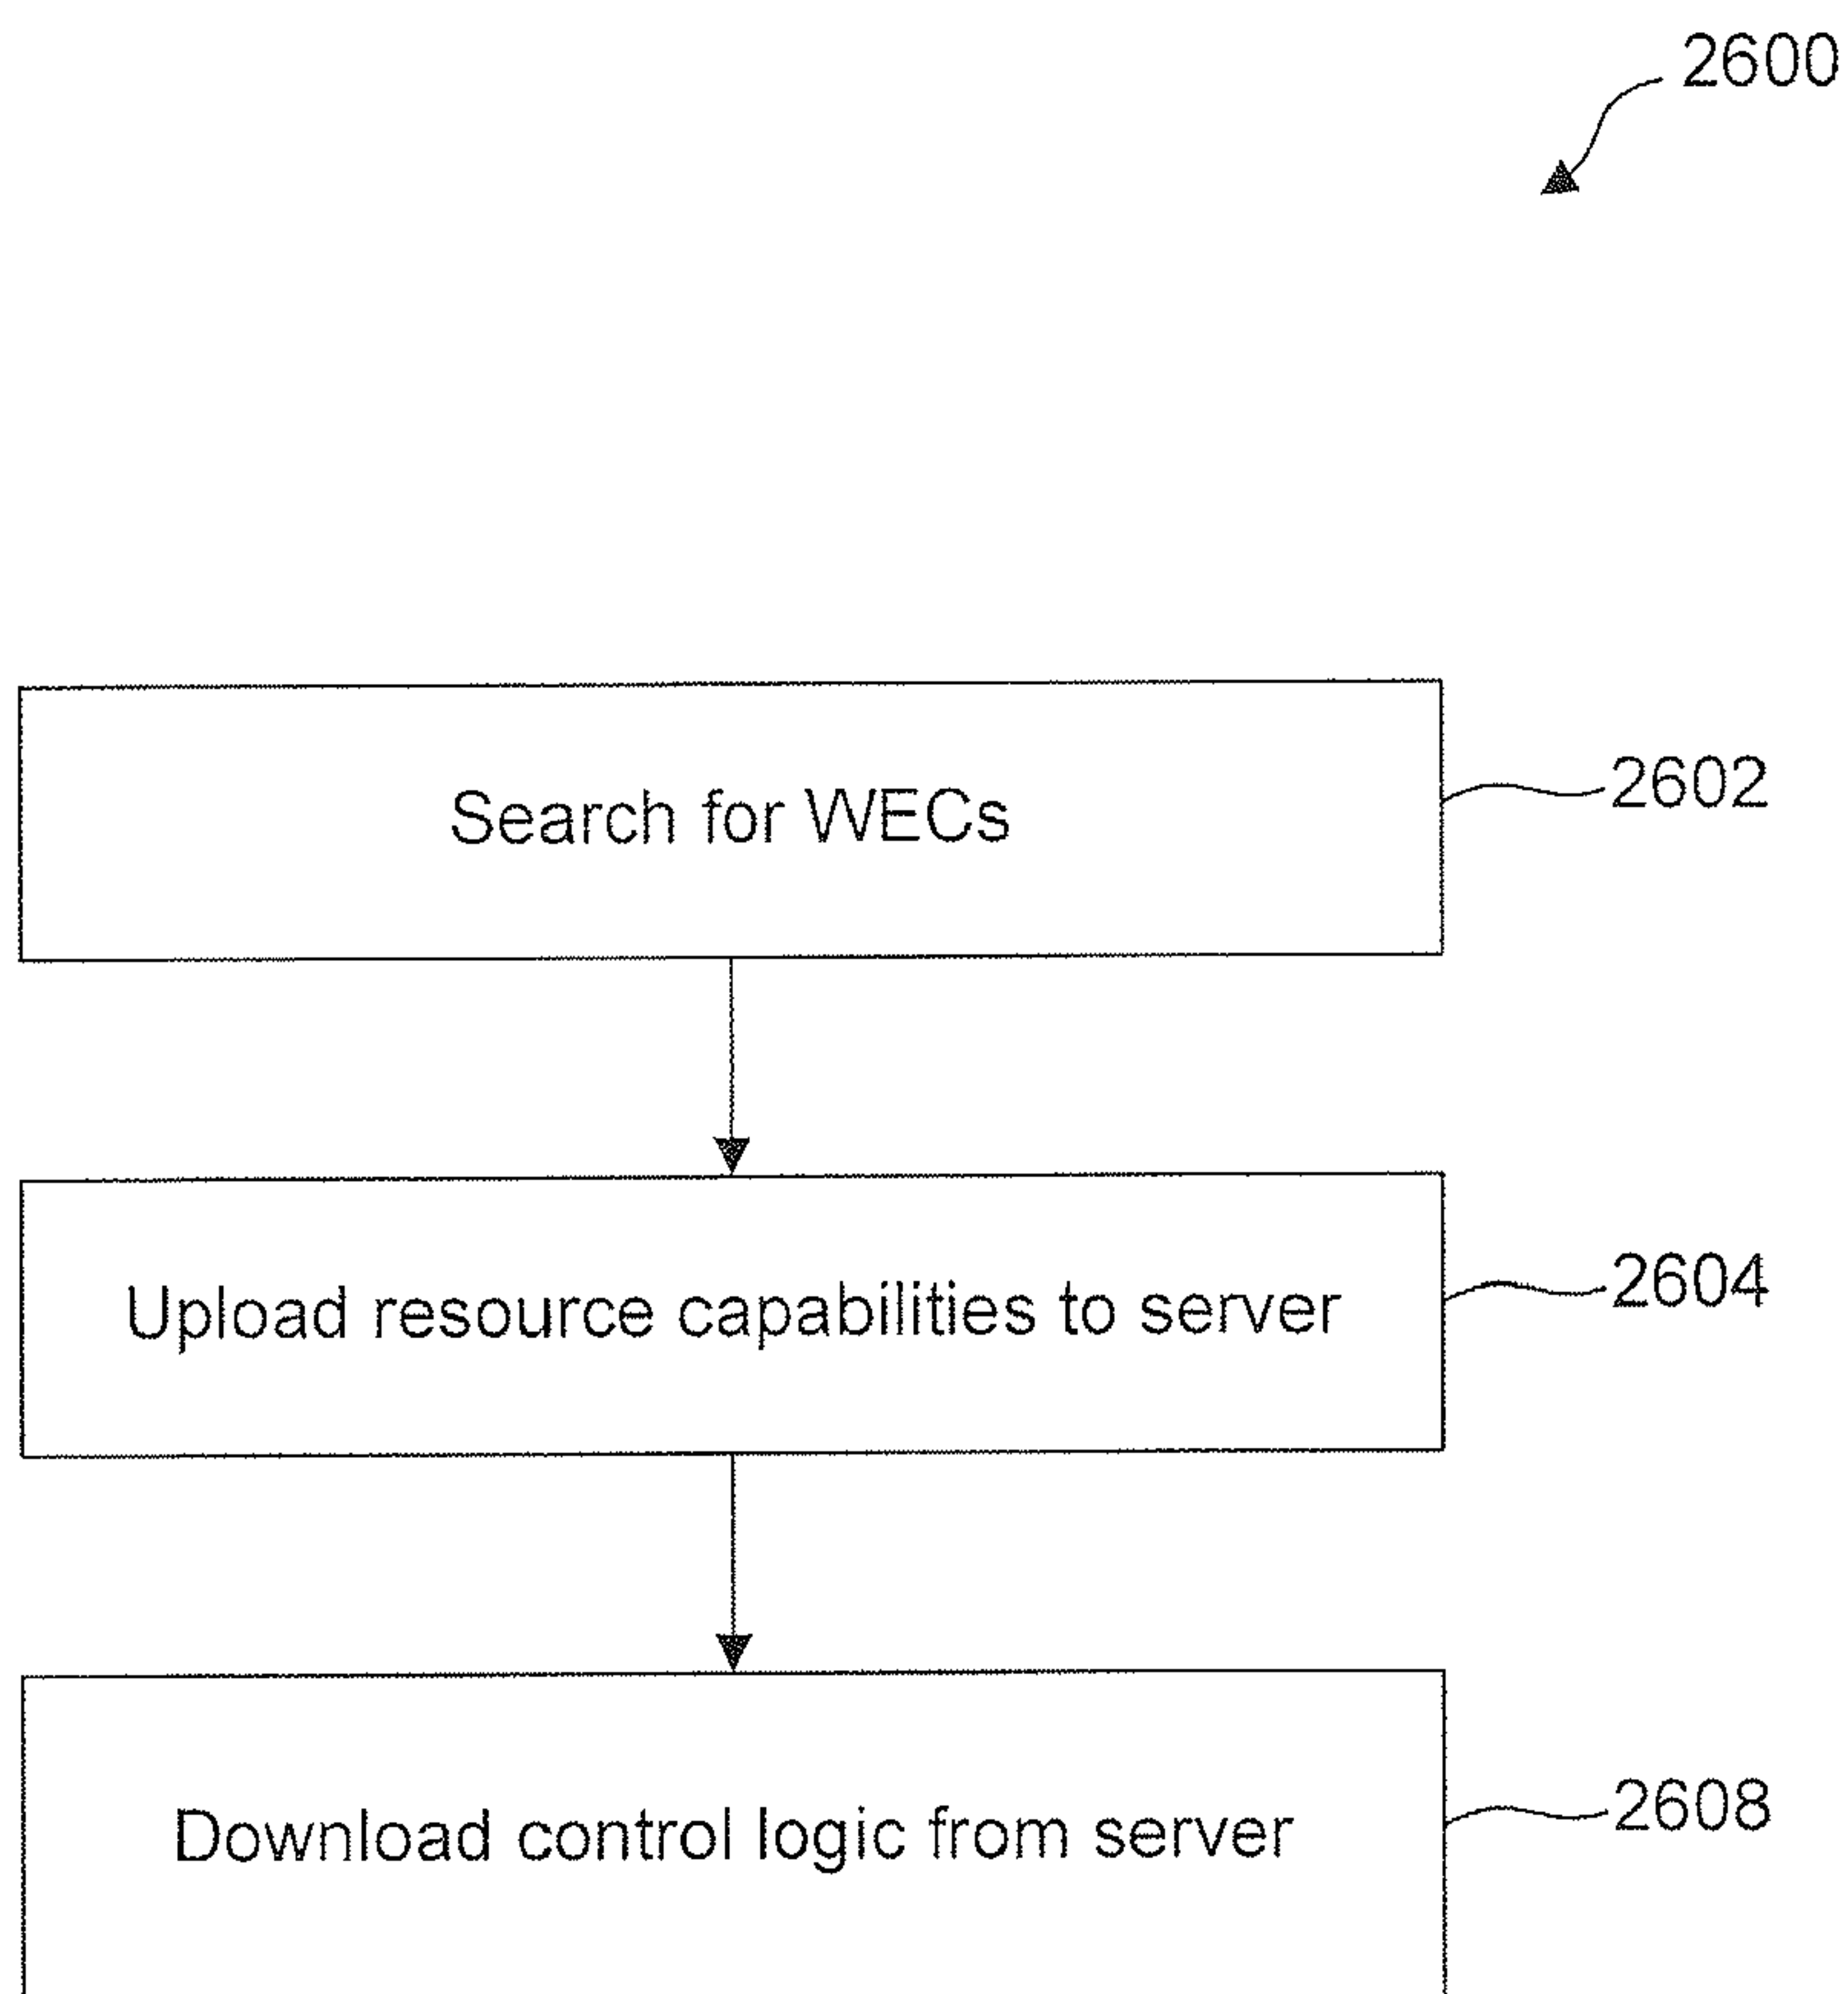 2600
Search for WECs
2602
Upload resource capabilities to server
2604
Download control logic from server
2608